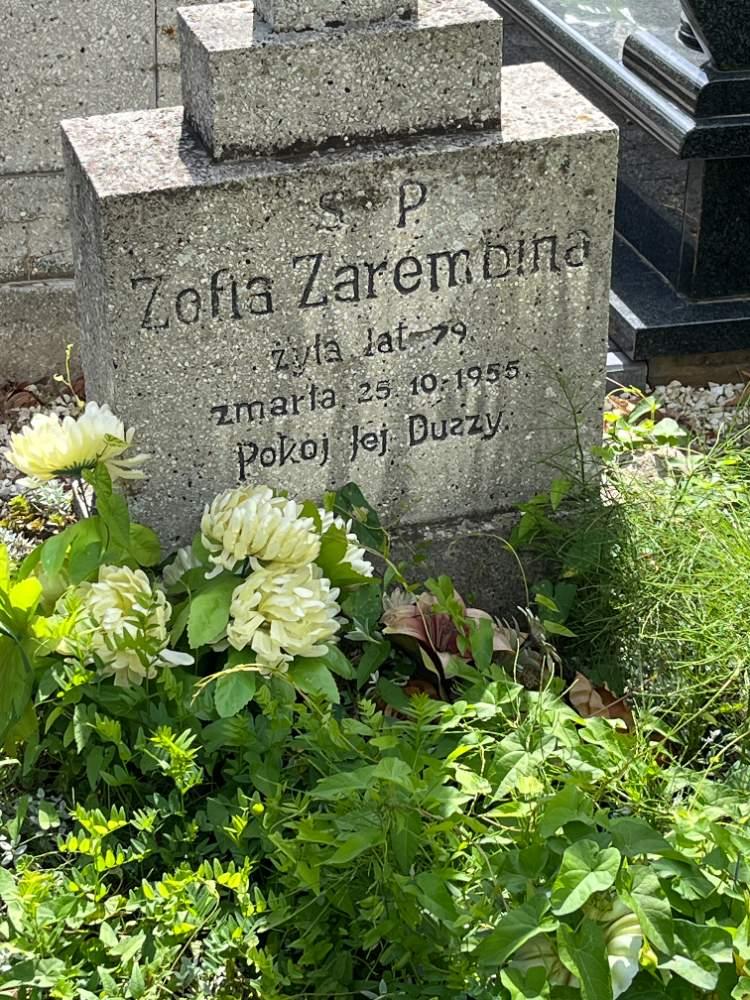 Ś P
Zofia Zarembina
żyła lat 79
zmarła 25.10-1955.
Pokój Jej Duszy.